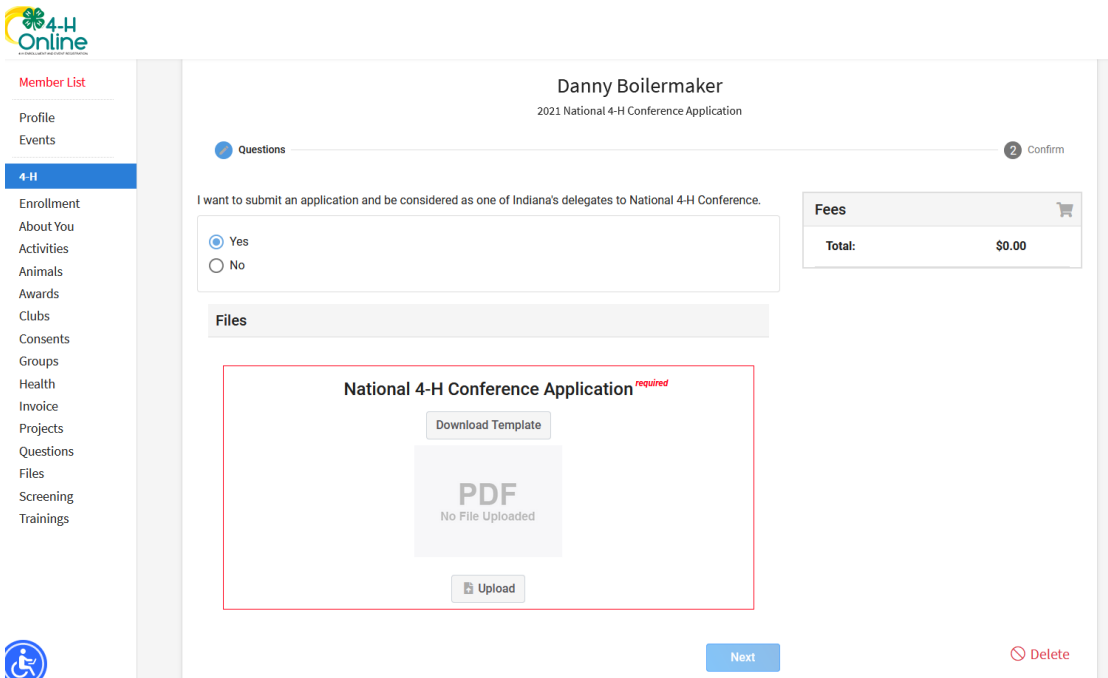 4-H
Online
Member List
Profile
Events
4-H
Enrollment
About You
Activities
Animals
Awards
Clubs
Consents
Groups
Health
Invoice
Projects
Questions
Files
Screening
Trainings
Danny Boilermaker
2021 National 4-H Conference Application
Questions
2 Confirm
I want to submit an application and be considered as one of Indiana's delegates to National 4-H Conference.
Yes
No
Files
National 4-H Conference Application required
Download Template
PDF
No File Uploaded
Upload
Next
Delete
Fees
Total: $0.00